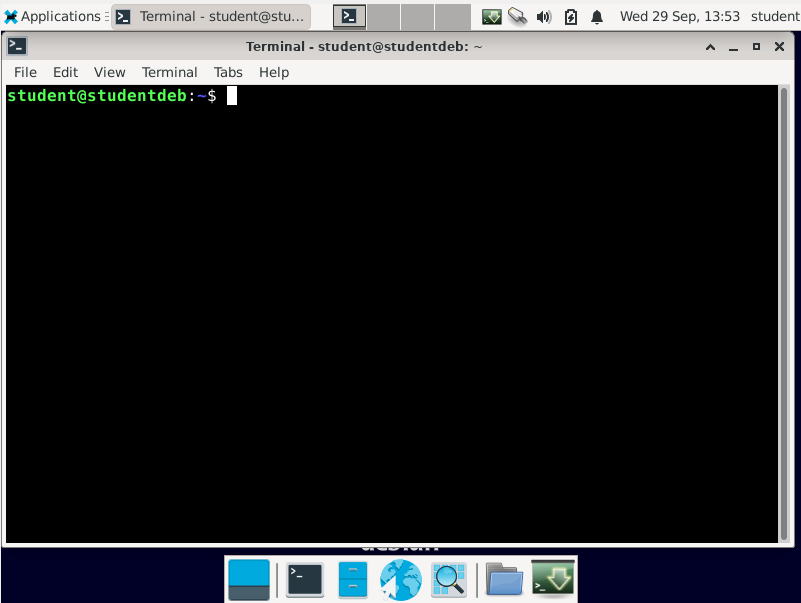 Applications
Terminal - student@stu...
Wed 29 Sep, 13:53
student
Terminal - student@studentdeb: ~
File Edit View Terminal Tabs Help
student@studentdeb:~$